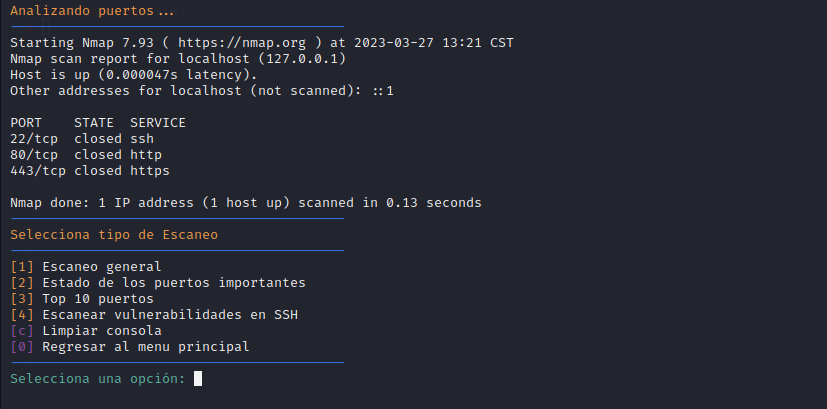 Analizando puertos...
Starting Nmap 7.93 ( https://nmap.org ) at 2023-03-27 13:21 CST
Nmap scan report for localhost (127.0.0.1)
Host is up (0.000047s latency).
Other addresses for localhost (not scanned): ::1
PORT    STATE  SERVICE
22/tcp  closed ssh
80/tcp  closed http
443/tcp closed https
Nmap done: 1 IP address (1 host up) scanned in 0.13 seconds
Selecciona tipo de Escaneo
[1] Escaneo general
[2] Estado de los puertos importantes
[3] Top 10 puertos
[4] Escanear vulnerabilidades en SSH
[c] Limpiar consola
[0] Regresar al menu principal
Selecciona una opción: